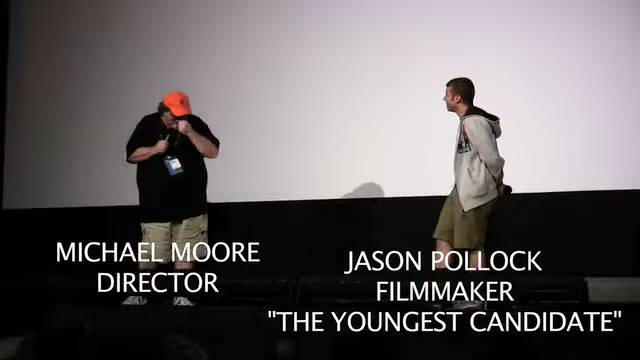 MICHAEL MOORE
DIRECTOR
JASON POLLOCK
FILMMAKER
"THE YOUNGEST CANDIDATE"